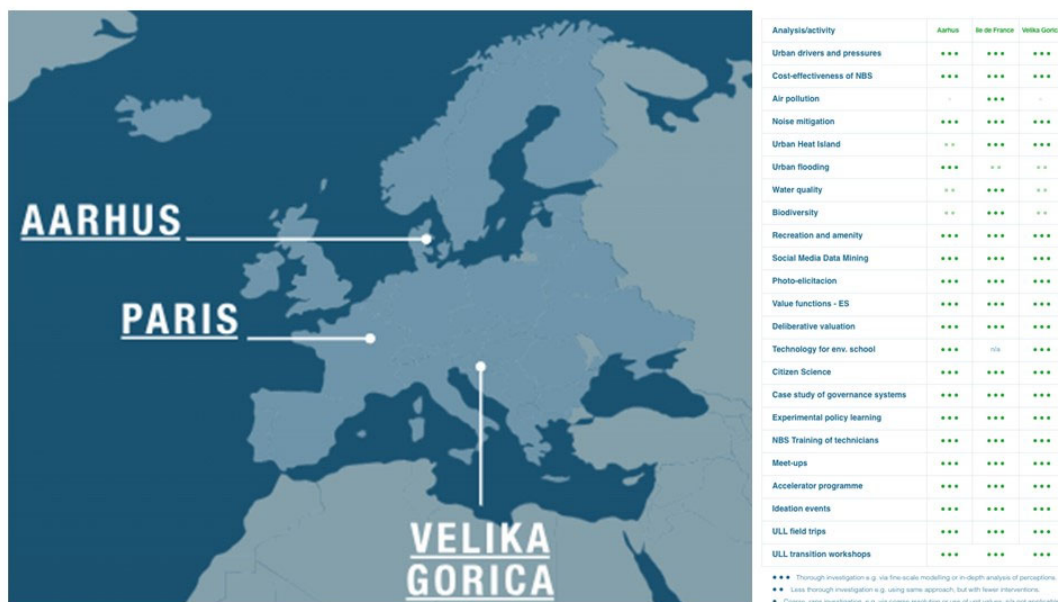 AARHUS
PARIS
VELIKA
GORICA
Analysis/activity Aarhus Ile de France Velika Goric
Urban drivers and pressures ●●● ●●● ●●●
Cost-effectiveness of NBS ●●● ●●● ●●●
Air pollution ● ●●● ●
Noise mitigation ●●● ●●● ●●●
Urban Heat Island ●● ●●● ●●●
Urban flooding ●●● ●● ●●
Water quality ●● ●●● ●●
Biodiversity ●● ●●● ●●
Recreation and amenity ●●● ●●● ●●●
Social Media Data Mining ●●● ●●● ●●●
Photo-elicitacion ●●● ●●● ●●●
Value functions - ES ●●● ●●● ●●●
Deliberative valuation ●●● ●●● ●●●
Technology for env. school ●●● n/a ●●●
Citizen Science ●●● ●●● ●●●
Case study of governance systems ●●● ●●● ●●●
Experimental policy learning ●●● ●●● ●●●
NBS Training of technicians ●●● ●●● ●●●
Meet-ups ●●● ●●● ●●●
Accelerator programme ●●● ●●● ●●●
Ideation events ●●● ●●● ●●●
ULL field trips ●●● ●●● ●●●
ULL transition workshops ●●● ●●● ●●●
●●● Thorough investigation e.g. via fine-scale modelling or in-depth analysis of perceptions.
●● Less thorough investigation e.g. using same approach, but with fewer interventions.